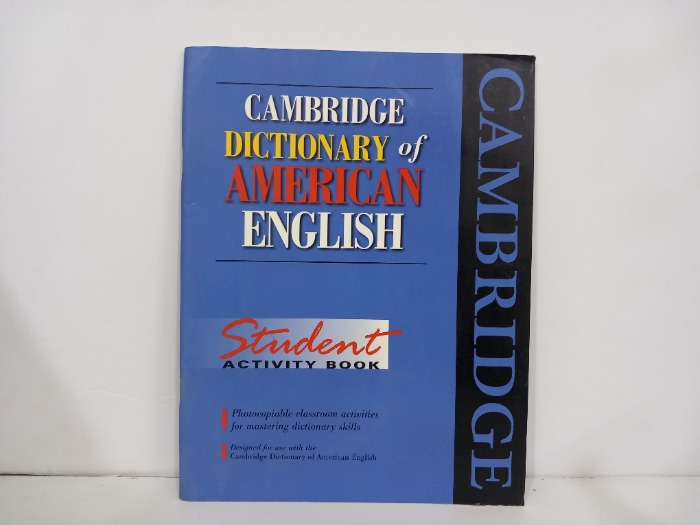 CAMBRIDGE
DICTIONARY of
AMERICAN
ENGLISH
Student
ACTIVITY BOOK
Photocopiable classroom activities
for mastering dictionary skills
Designed for use with the
Cambridge Dictionary of American English
CAMBRIDGE